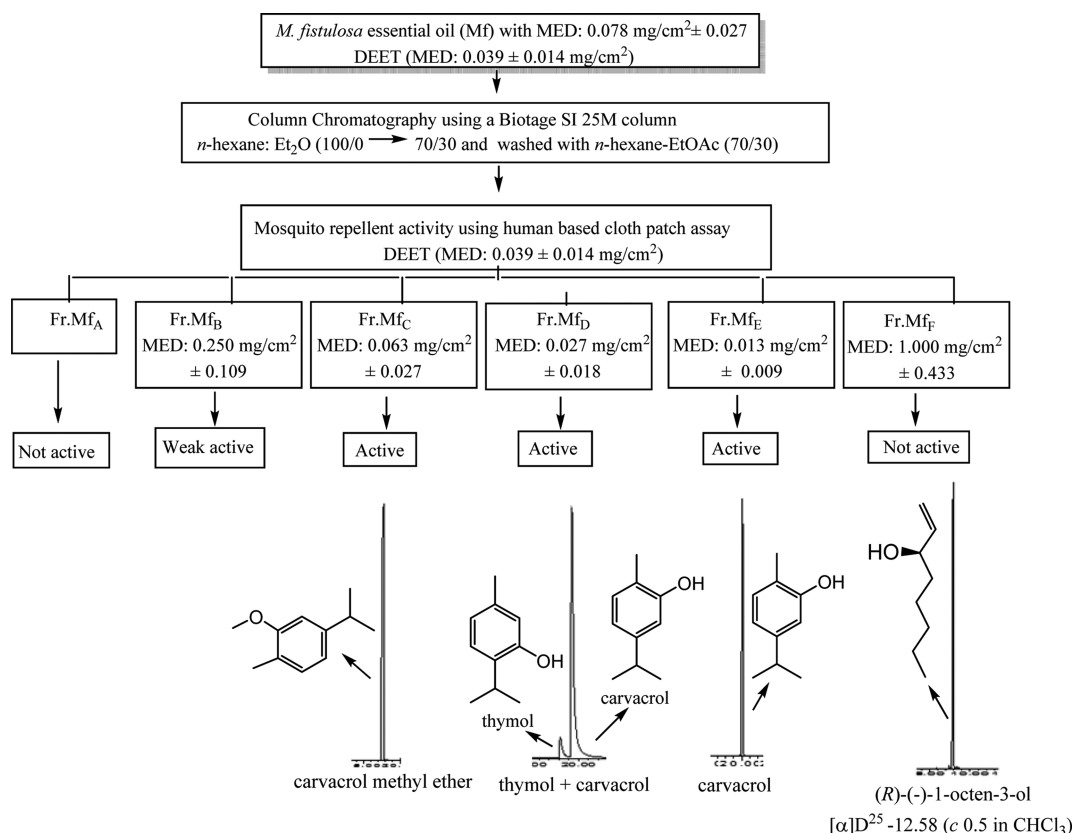 M. fistulosa essential oil (Mf) with MED: 0.078 mg/cm²± 0.027
DEET (MED: 0.039 ± 0.014 mg/cm²)
Column Chromatography using a Biotage SI 25M column
n-hexane: Et₂O (100/0 → 70/30 and washed with n-hexane-EtOAc (70/30)
Mosquito repellent activity using human based cloth patch assay
DEET (MED: 0.039 ± 0.014 mg/cm²)
Fr.Mf_A
Fr.Mf_B
MED: 0.250 mg/cm²
± 0.109
Fr.Mf_C
MED: 0.063 mg/cm²
± 0.027
Fr.Mf_D
MED: 0.027 mg/cm²
± 0.018
Fr.Mf_E
MED: 0.013 mg/cm²
± 0.009
Fr.Mf_F
MED: 1.000 mg/cm²
± 0.433
Not active
Weak active
Active
Active
Active
Not active
O
OH
thymol
OH
carvacrol
OH
HO
carvacrol methyl ether
thymol + carvacrol
carvacrol
(R)-(-)-1-octen-3-ol
[α]D²⁵ -12.58 (c 0.5 in CHCl₃)